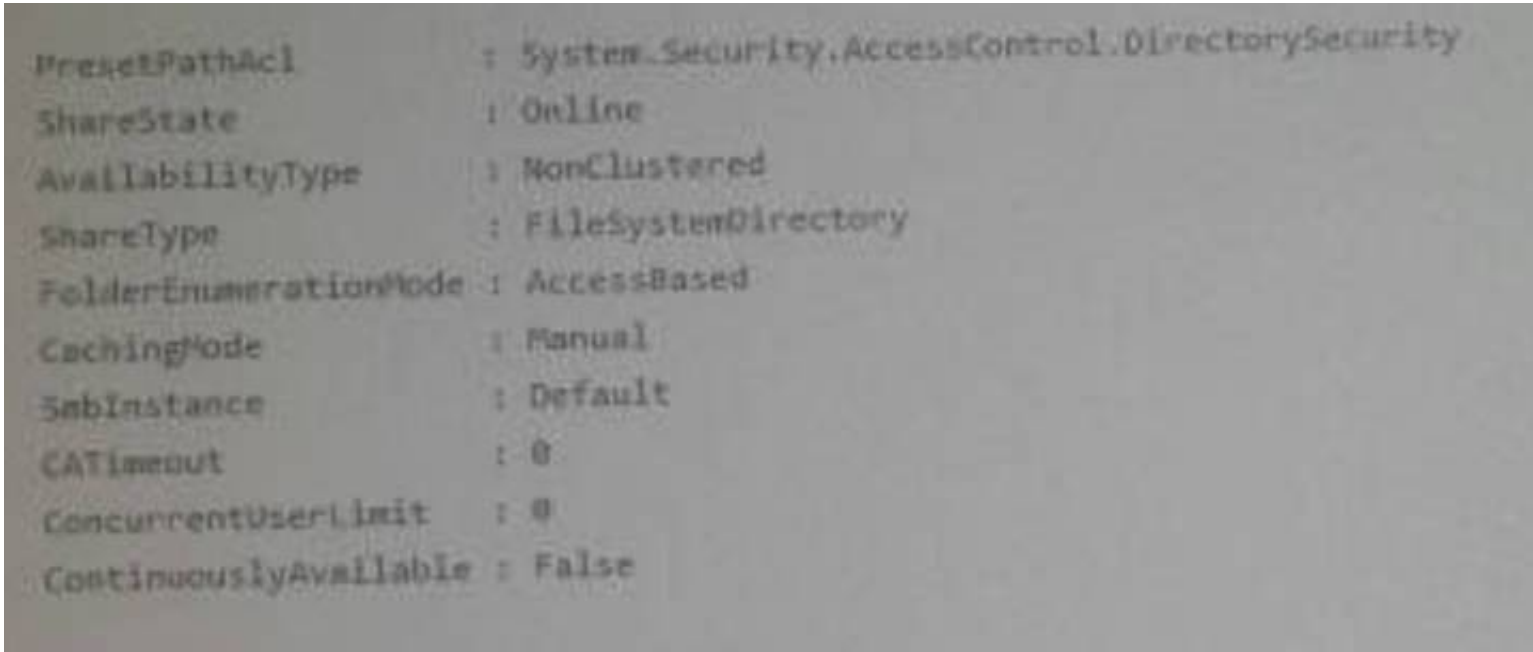 PresetPathAcl : System.Security.AccessControl.DirectorySecurity
ShareState : Online
AvailabilityType : NonClustered
ShareType : FileSystemDirectory
FolderEnumerationMode : AccessBased
CachingMode : Manual
SmbInstance : Default
CATimeout : 0
ConcurrentUserLimit : 0
ContinuouslyAvailable : False